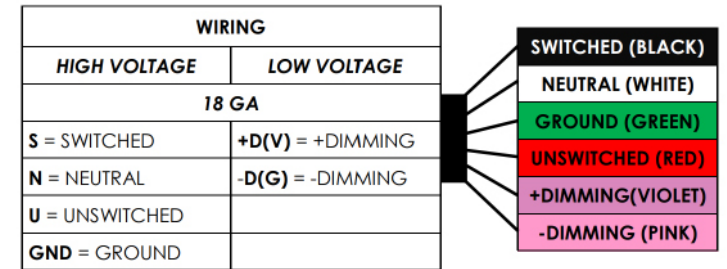 WIRING
HIGH VOLTAGE LOW VOLTAGE
18 GA
S = SWITCHED +D(V) = +DIMMING
N = NEUTRAL -D(G) = -DIMMING
U = UNSWITCHED
GND = GROUND
SWITCHED (BLACK)
NEUTRAL (WHITE)
GROUND (GREEN)
UNSWITCHED (RED)
+DIMMING(VIOLET)
-DIMMING (PINK)